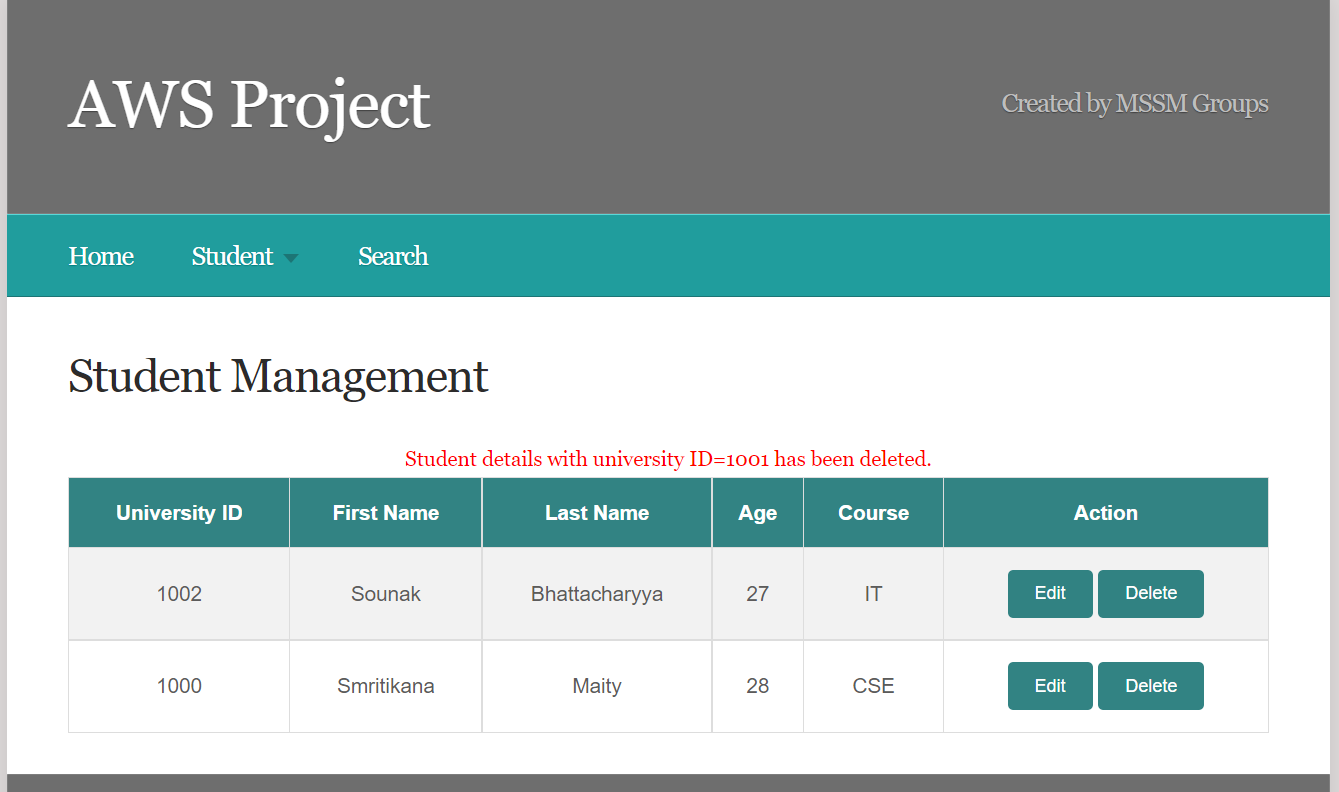 AWS Project
Created by MSSM Groups
Home Student Search
Student Management
Student details with university ID=1001 has been deleted.
University ID First Name Last Name Age Course Action
1002 Sounak Bhattacharyya 27 IT Edit Delete
1000 Smritikana Maity 28 CSE Edit Delete